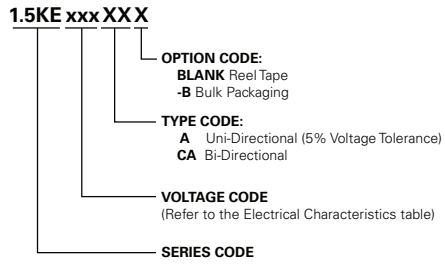 1.5KE xxx XX X
OPTION CODE:
BLANK Reel Tape
-B Bulk Packaging
TYPE CODE:
A Uni-Directional (5% Voltage Tolerance)
CA Bi-Directional
VOLTAGE CODE
(Refer to the Electrical Characteristics table)
SERIES CODE